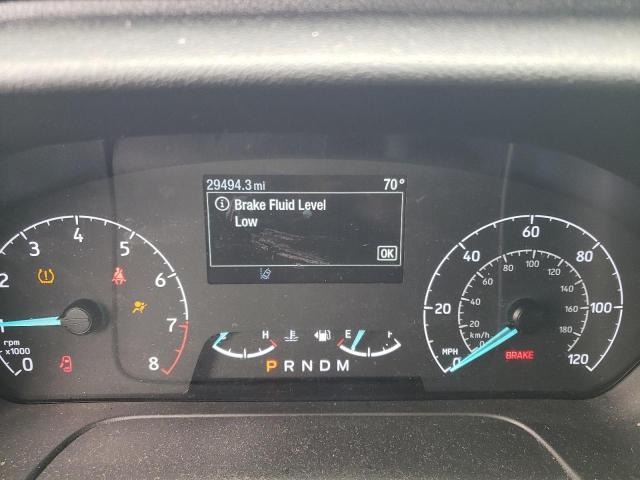 29494.3 mi 70°
Brake Fluid Level
Low
OK
2 3 4 5 6 7 8
rpm
x1000 0
H E F
P R N D M
0 20 40 60 80 100 120
0 20 40 60 80 100 120 140 160 180
km/h
MPH
BRAKE